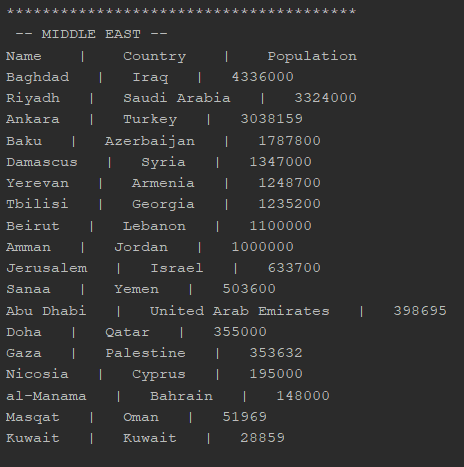 ***************************************
-- MIDDLE EAST --
Name | Country | Population
Baghdad | Iraq | 4336000
Riyadh | Saudi Arabia | 3324000
Ankara | Turkey | 3038159
Baku | Azerbaijan | 1787800
Damascus | Syria | 1347000
Yerevan | Armenia | 1248700
Tbilisi | Georgia | 1235200
Beirut | Lebanon | 1100000
Amman | Jordan | 1000000
Jerusalem | Israel | 633700
Sanaa | Yemen | 503600
Abu Dhabi | United Arab Emirates | 398695
Doha | Qatar | 355000
Gaza | Palestine | 353632
Nicosia | Cyprus | 195000
al-Manama | Bahrain | 148000
Masqat | Oman | 51969
Kuwait | Kuwait | 28859